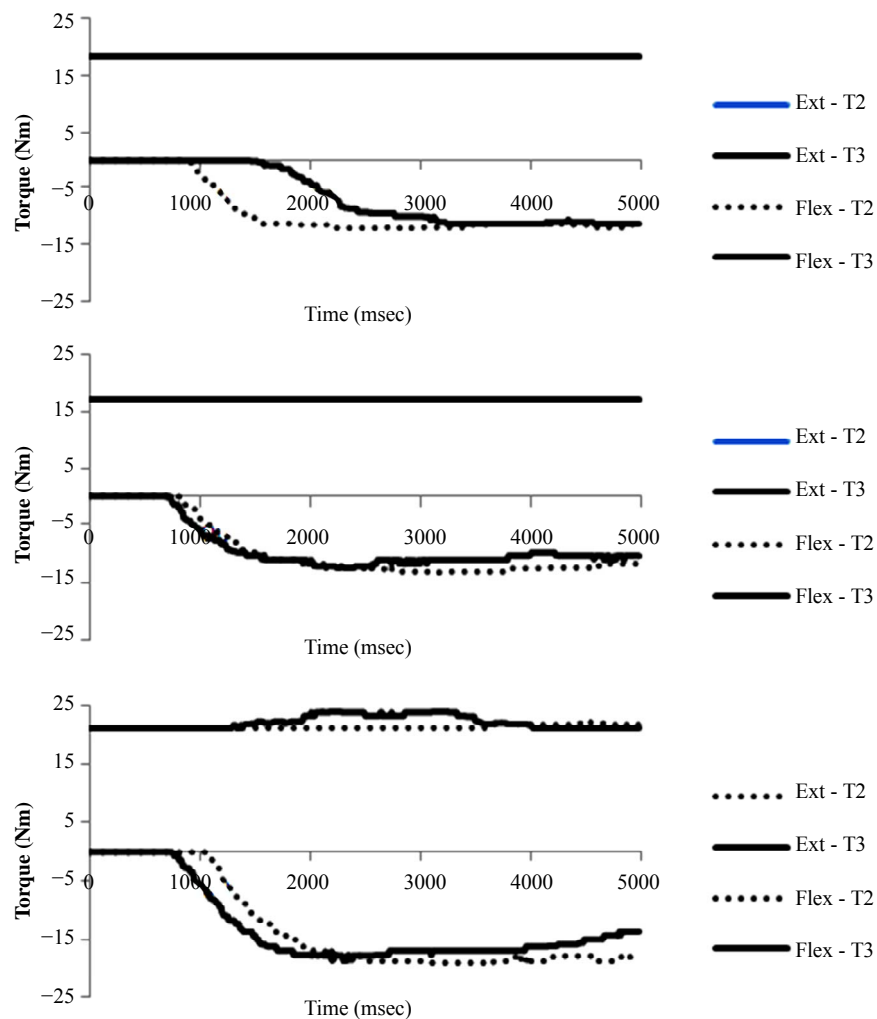 25
15
5
−5
−15
−25
Torque (Nm)
0 1000 2000 3000 4000 5000
Time (msec)
Ext - T2
Ext - T3
Flex - T2
Flex - T3
25
15
5
−5
−15
−25
Torque (Nm)
0 1000 2000 3000 4000 5000
Time (msec)
Ext - T2
Ext - T3
Flex - T2
Flex - T3
25
15
5
−5
−15
−25
Torque (Nm)
0 1000 2000 3000 4000 5000
Time (msec)
Ext - T2
Ext - T3
Flex - T2
Flex - T3